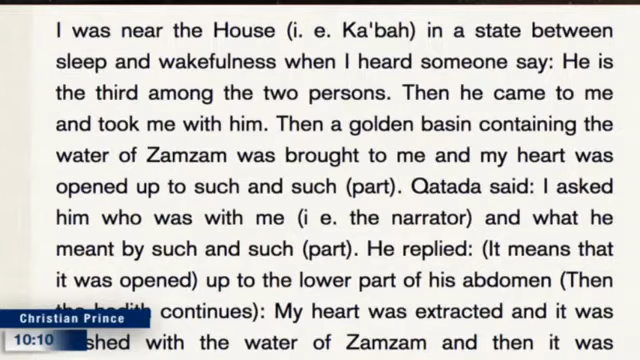 I was near the House (i. e. Ka'bah) in a state between
sleep and wakefulness when I heard someone say: He is
the third among the two persons. Then he came to me
and took me with him. Then a golden basin containing the
water of Zamzam was brought to me and my heart was
opened up to such and such (part). Qatada said: I asked
him who was with me (i e. the narrator) and what he
meant by such and such (part). He replied: (It means that
it was opened) up to the lower part of his abdomen (Then
continues): My heart was extracted and it was
with the water of Zamzam and then it was
Christian Prince
10:10